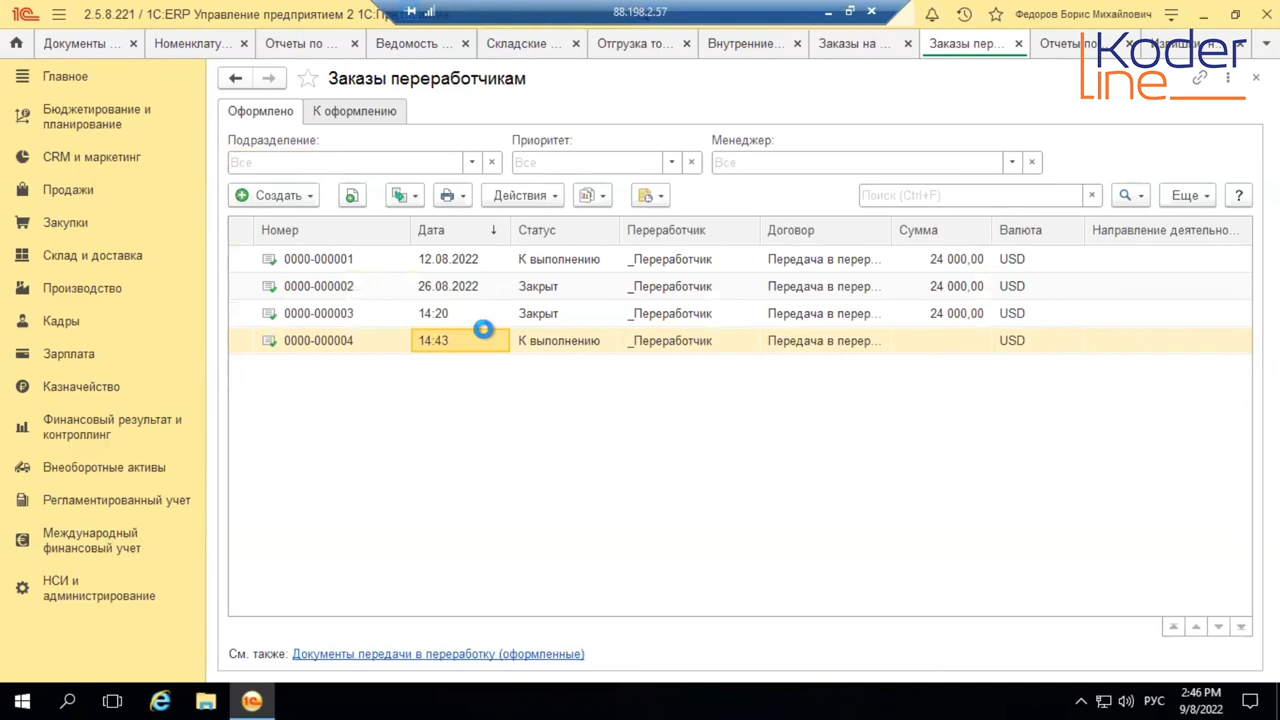 2.5.8.221 / 1С:ERP Управление предприятием 2 1С:Пр
88.198.2.57
Федоров Борис Михайлович
Документы ...
Номенклату...
Отчеты по ...
Ведомость ...
Складские ...
Отгрузка то...
Внутренние...
Заказы на ...
Заказы пер...
Отчеты по
Koder
line
Главное
Бюджетирование и
планирование
CRM и маркетинг
Продажи
Закупки
Склад и доставка
Производство
Кадры
Зарплата
Казначейство
Финансовый результат и
контроллинг
Внеоборотные активы
Регламентированный учет
Международный
финансовый учет
НСИ и
администрирование
Заказы переработчикам
Оформлено К оформлению
Подразделение: Приоритет: Менеджер:
Все Все Все
Создать Действия Поиск (Ctrl+F) Еще ?
Номер Дата Статус Переработчик Договор Сумма Валюта Направление деятельно...
0000-000001 12.08.2022 К выполнению _Переработчик Передача в перер... 24 000,00 USD
0000-000002 26.08.2022 Закрыт _Переработчик Передача в перер... 24 000,00 USD
0000-000003 14:20 Закрыт _Переработчик Передача в перер... 24 000,00 USD
0000-000004 14:43 К выполнению _Переработчик Передача в перер... USD
См. также: Документы передачи в переработку (оформленные)
РУС
2:46 PM
9/8/2022